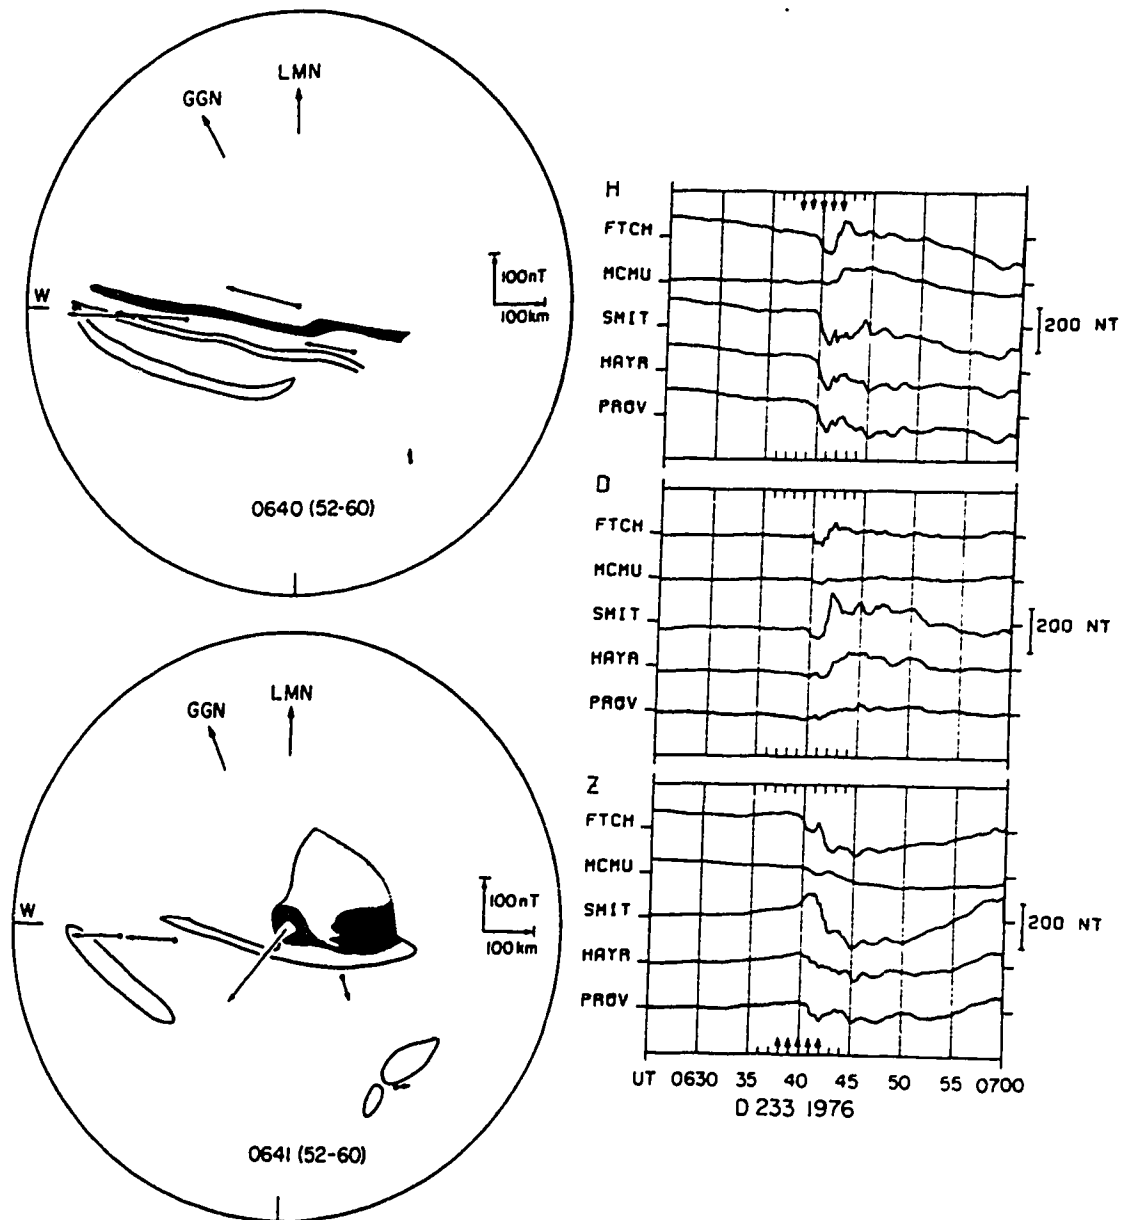 LMN
GGN
W
100nT
100km
0640 (52-60)
LMN
GGN
W
100nT
100km
0641 (52-60)
H
FTCH
MCMU
SMIT
HAYR
PROV
200 NT
D
FTCH
MCMU
SMIT
HAYR
PROV
200 NT
Z
FTCH
MCMU
SMIT
HAYR
PROV
200 NT
UT 0630 35 40 45 50 55 0700
D 233 1976